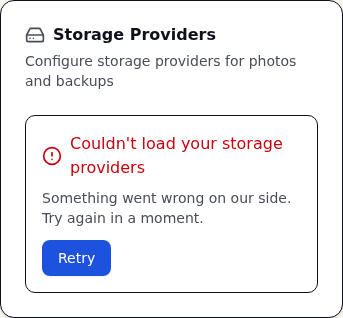 Storage Providers
Configure storage providers for photos
and backups
Couldn't load your storage
providers
Something went wrong on our side.
Try again in a moment.
Retry